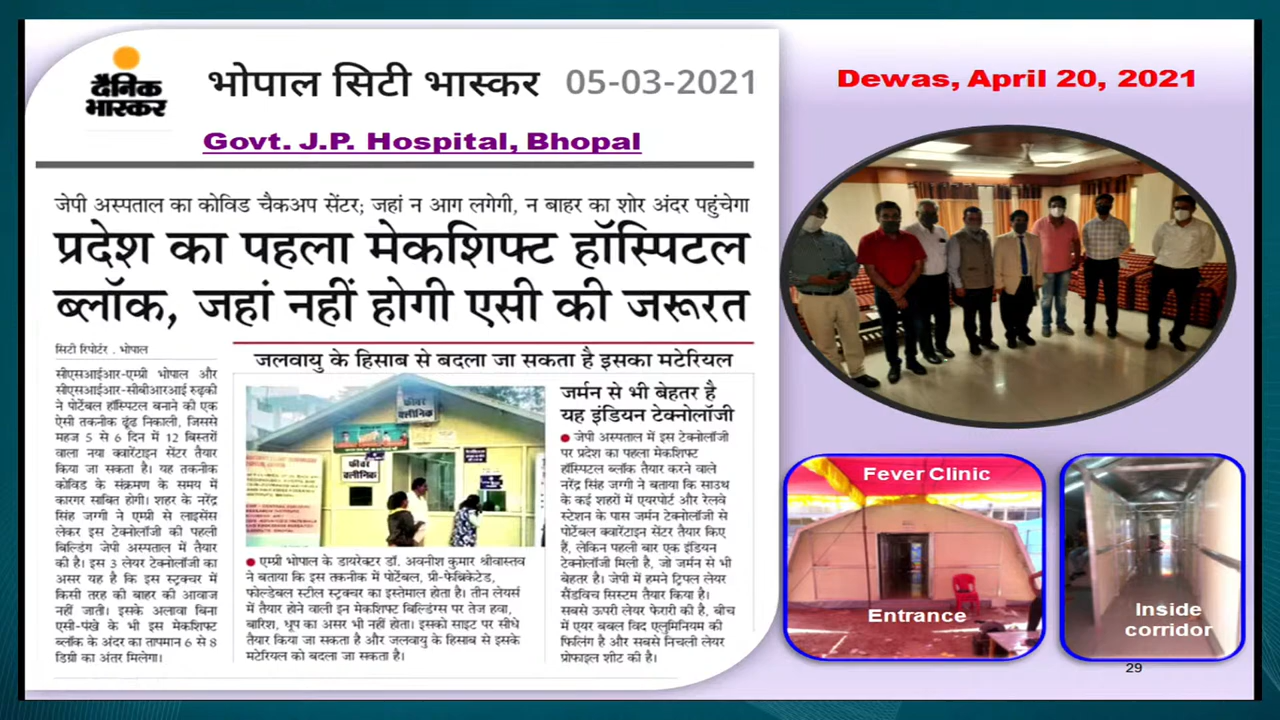 दैनिक
भास्कर
भोपाल सिटी भास्कर 05-03-2021
Govt. J.P. Hospital, Bhopal
जेपी अस्पताल का कोविड चैकअप सेंटर; जहां न आग लगेगी, न बाहर का शोर अंदर पहुंचेगा
प्रदेश का पहला मेकशिफ्ट हॉस्पिटल
ब्लॉक, जहां नहीं होगी एसी की जरूरत
सिटी रिपोर्टर . भोपाल
सीएसआईआर-एम्प्री भोपाल और
सीएसआईआर-सीबीआरआई रुढ़की
ने पोर्टेबल हॉस्पिटल बनाने की एक
ऐसी तकनीक ढूंढ निकाली, जिससे
महज 5 से 6 दिन में 12 बिस्तरों
वाला नया क्वारेंटाइन सेंटर तैयार
किया जा सकता है। यह तकनीक
कोविड के संक्रमण के समय में
कारगर साबित होगी। शहर के नरेंद्र
सिंह जग्गी ने एम्प्री से लाइसेंस
लेकर इस टेक्नोलॉजी की पहली
बिल्डिंग जेपी अस्पताल में तैयार
की है। इस 3 लेयर टेक्नोलॉजी का
असर यह है कि इस स्ट्रक्चर में
किसी तरह की बाहर की आवाज
नहीं जाती। इसके अलावा बिना
एसी-पंखे के भी इस मेकशिफ्ट
ब्लॉक के अंदर का तापमान 6 से 8
डिग्री का अंतर मिलेगा।
जलवायु के हिसाब से बदला जा सकता है इसका मटेरियल
फीवर
क्लीनिक
फीवर
क्लीनिक
एम्प्री भोपाल के डायरेक्टर डॉ. अवनीश कुमार श्रीवास्तव
ने बताया कि इस तकनीक में पोर्टेबल, प्री-फेब्रिकेटेड,
फोल्डेबल स्टील स्ट्रक्चर का इस्तेमाल होता है। तीन लेयर्स
में तैयार होने वाली इन मेकशिफ्ट बिल्डिंग्स पर तेज हवा,
बारिश, धूप का असर भी नहीं होता। इसको साइट पर सीधे
तैयार किया जा सकता है और जलवायु के हिसाब से इसके
मटेरियल को बदला जा सकता है।
जर्मन से भी बेहतर है
यह इंडियन टेक्नोलॉजी
जेपी अस्पताल में इस टेक्नोलॉजी
पर प्रदेश का पहला मेकशिफ्ट
हॉस्पिटल ब्लॉक तैयार करने वाले
नरेंद्र सिंह जग्गी ने बताया कि साउथ
के कई शहरों में एयरपोर्ट और रेलवे
स्टेशन के पास जर्मन टेक्नोलॉजी से
पोर्टेबल क्वारेंटाइन सेंटर तैयार किए
हैं, लेकिन पहली बार एक इंडियन
टेक्नोलॉजी मिली है, जो जर्मन से भी
बेहतर है। जेपी में हमने ट्रिपल लेयर
सैंडविच सिस्टम तैयार किया है।
सबसे ऊपरी लेयर फेरारी की है, बीच
में एयर बबल विद एलुमिनियम की
फिलिंग है और सबसे निचली लेयर
प्रोफाइल शीट की है।
Dewas, April 20, 2021
Fever Clinic
Entrance
Inside
corridor
29